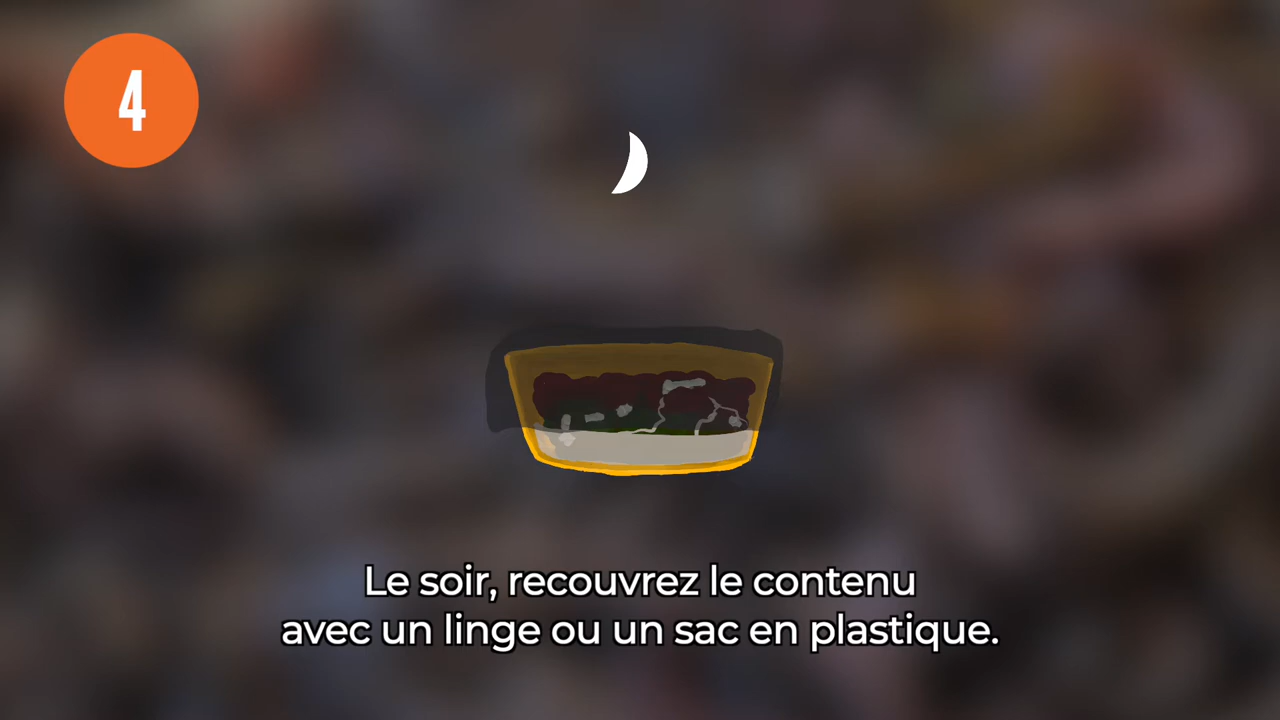 4
Le soir, recouvrez le contenu
avec un linge ou un sac en plastique.